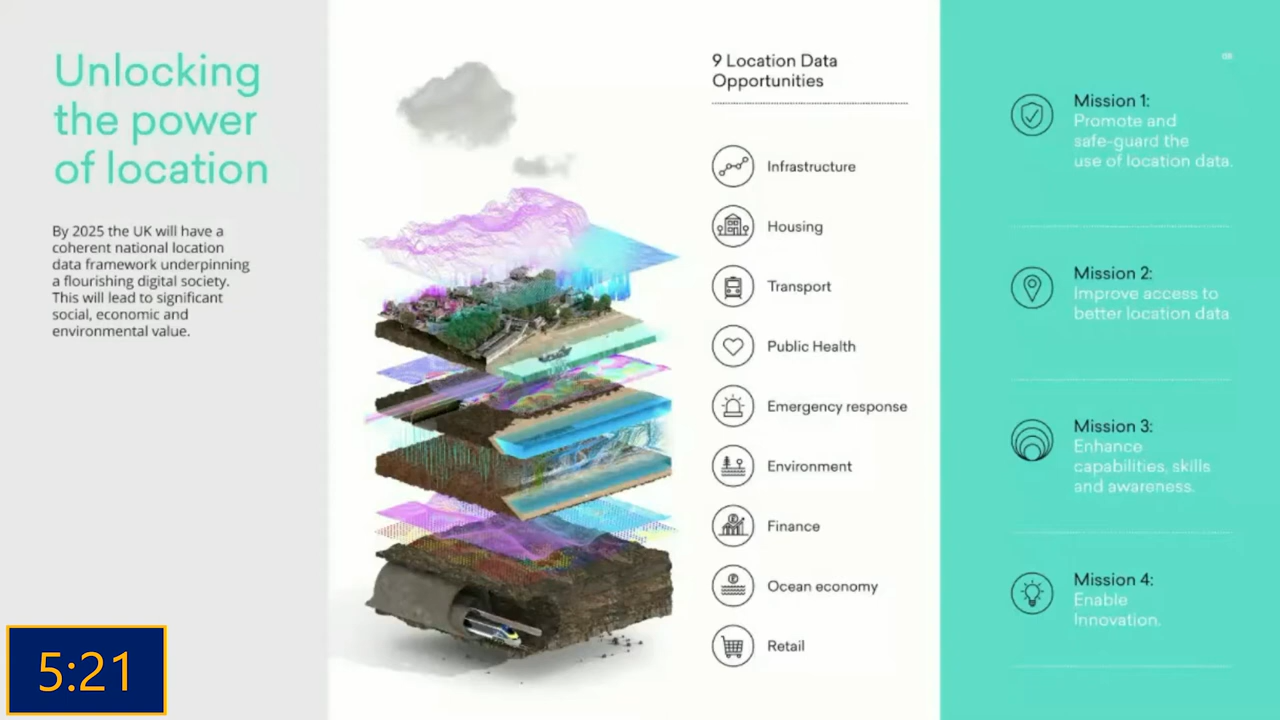 Unlocking
the power
of location
By 2025 the UK will have a
coherent national location
data framework underpinning
a flourishing digital society.
This will lead to significant
social, economic and
environmental value.
5:21
9 Location Data
Opportunities
Infrastructure
Housing
Transport
Public Health
Emergency response
Environment
Finance
Ocean economy
Retail
Mission 1:
Promote and
safe-guard the
use of location data.
Mission 2:
Improve access to
better location data
Mission 3:
Enhance
capabilities, skills
and awareness.
Mission 4:
Enable
Innovation.